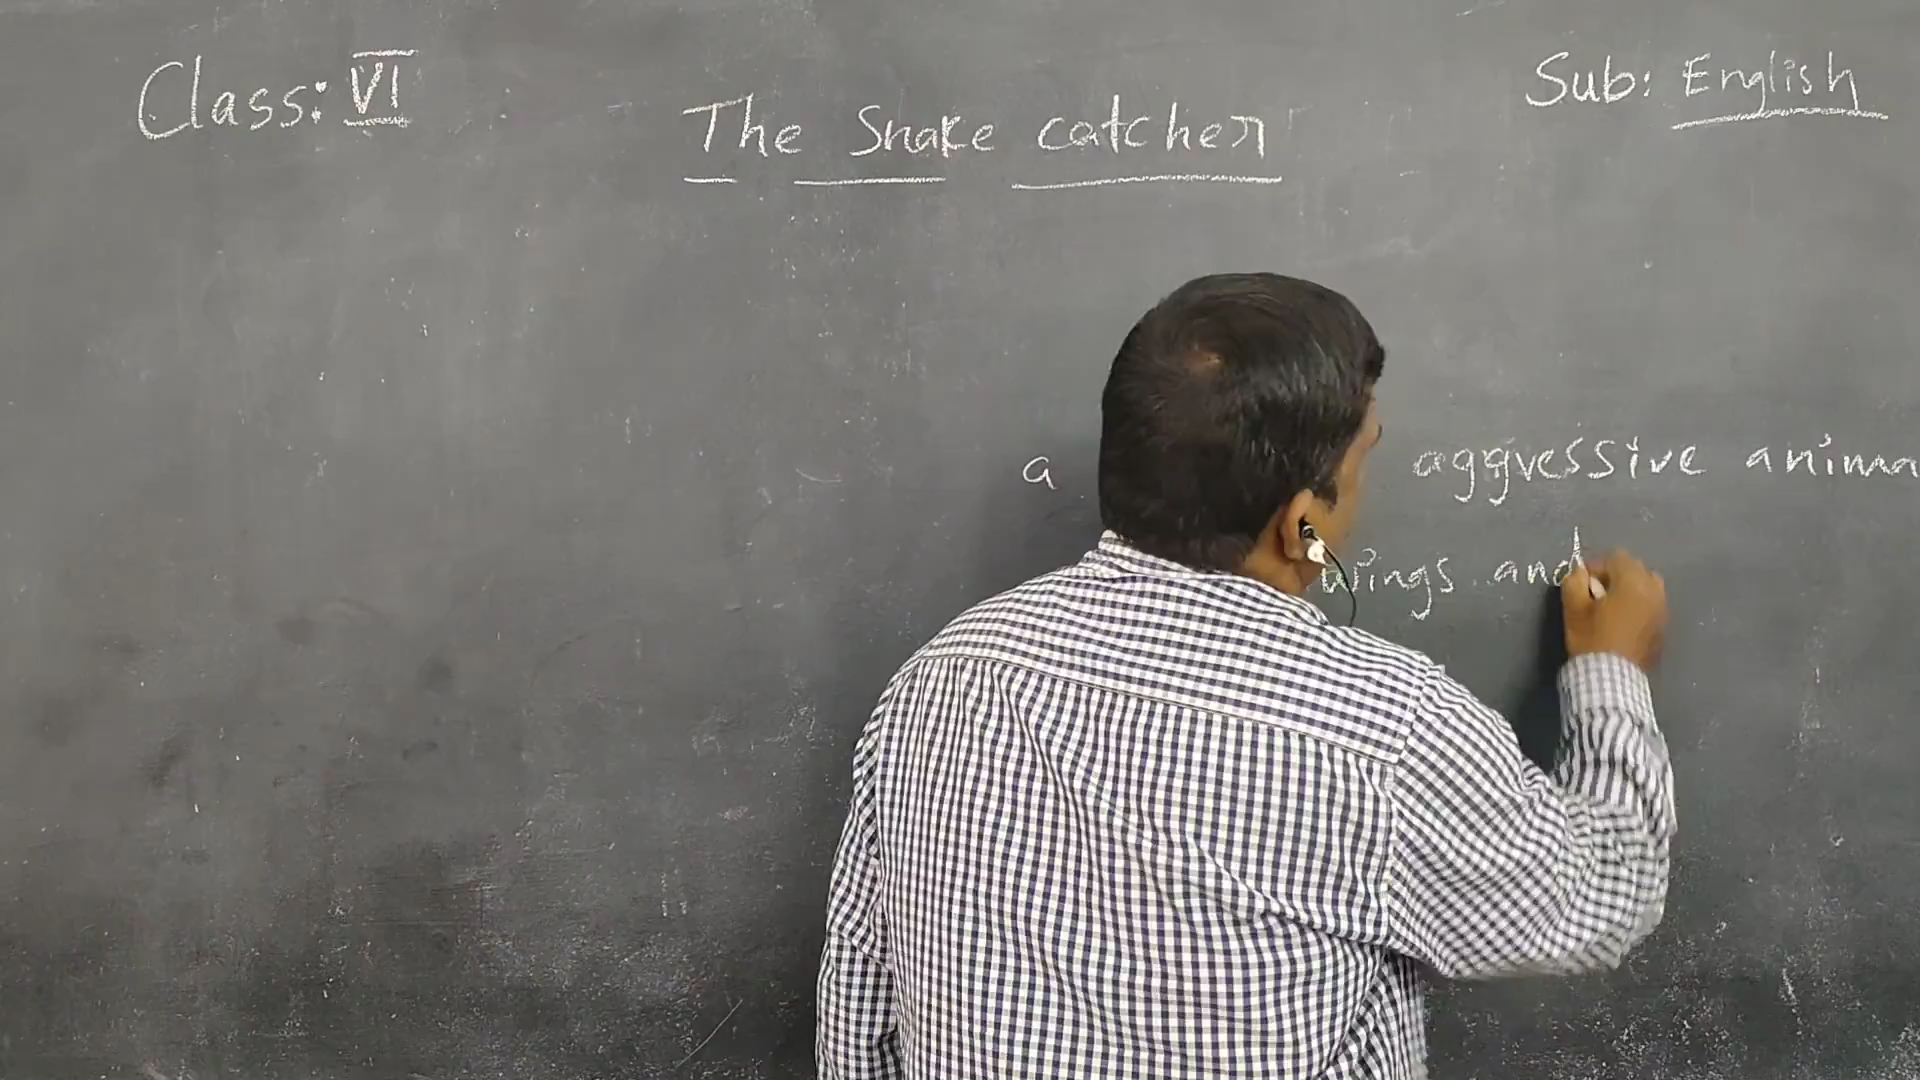 Class: VI
Sub: English
The Snake catcher
a aggressive anima
wings and